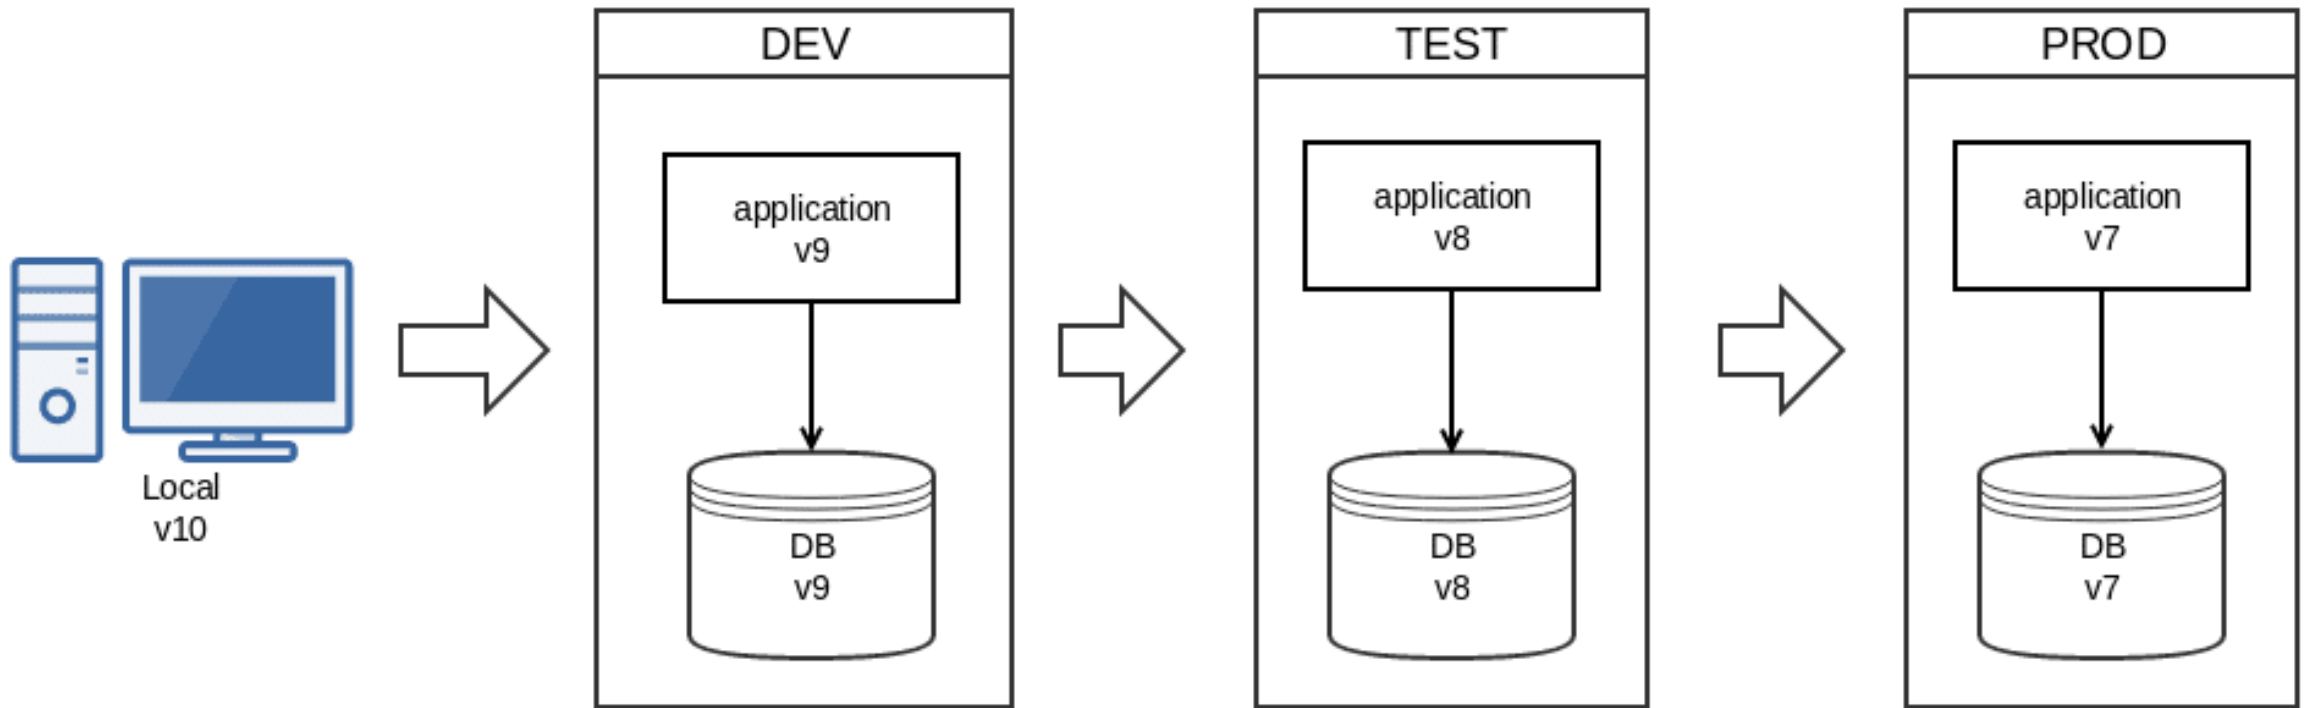 DEV
TEST
PROD
application
v9
application
v8
application
v7
Local
v10
DB
v9
DB
v8
DB
v7